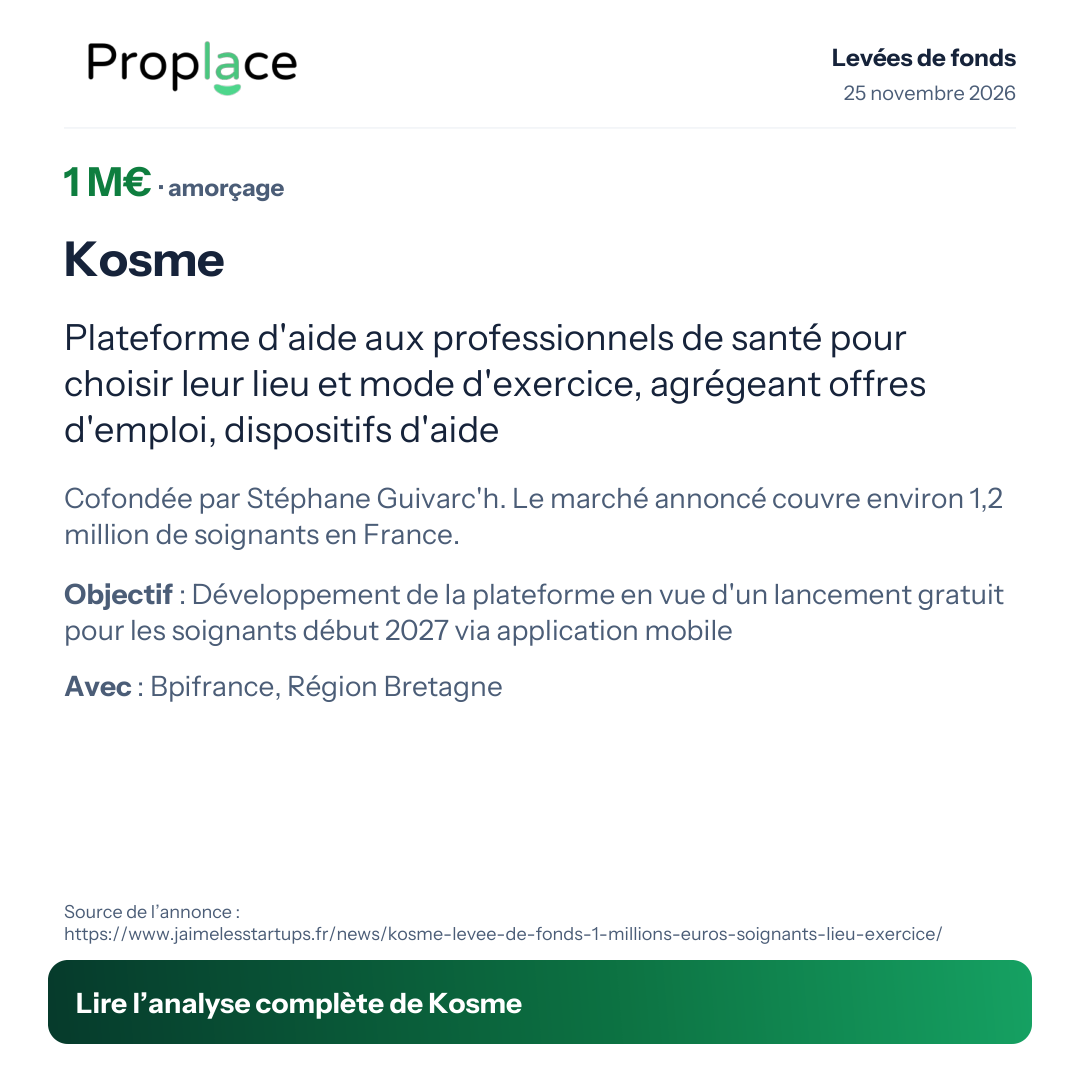 Proplace
Levées de fonds
25 novembre 2026
1 M€ · amorçage
Kosme
Plateforme d'aide aux professionnels de santé pour
choisir leur lieu et mode d'exercice, agrégeant offres
d'emploi, dispositifs d'aide
Cofondée par Stéphane Guivarc'h. Le marché annoncé couvre environ 1,2
million de soignants en France.
Objectif : Développement de la plateforme en vue d'un lancement gratuit
pour les soignants début 2027 via application mobile
Avec : Bpifrance, Région Bretagne
Source de l’annonce :
https://www.jaimelesstartups.fr/news/kosme-levee-de-fonds-1-millions-euros-soignants-lieu-exercice/
Lire l’analyse complète de Kosme